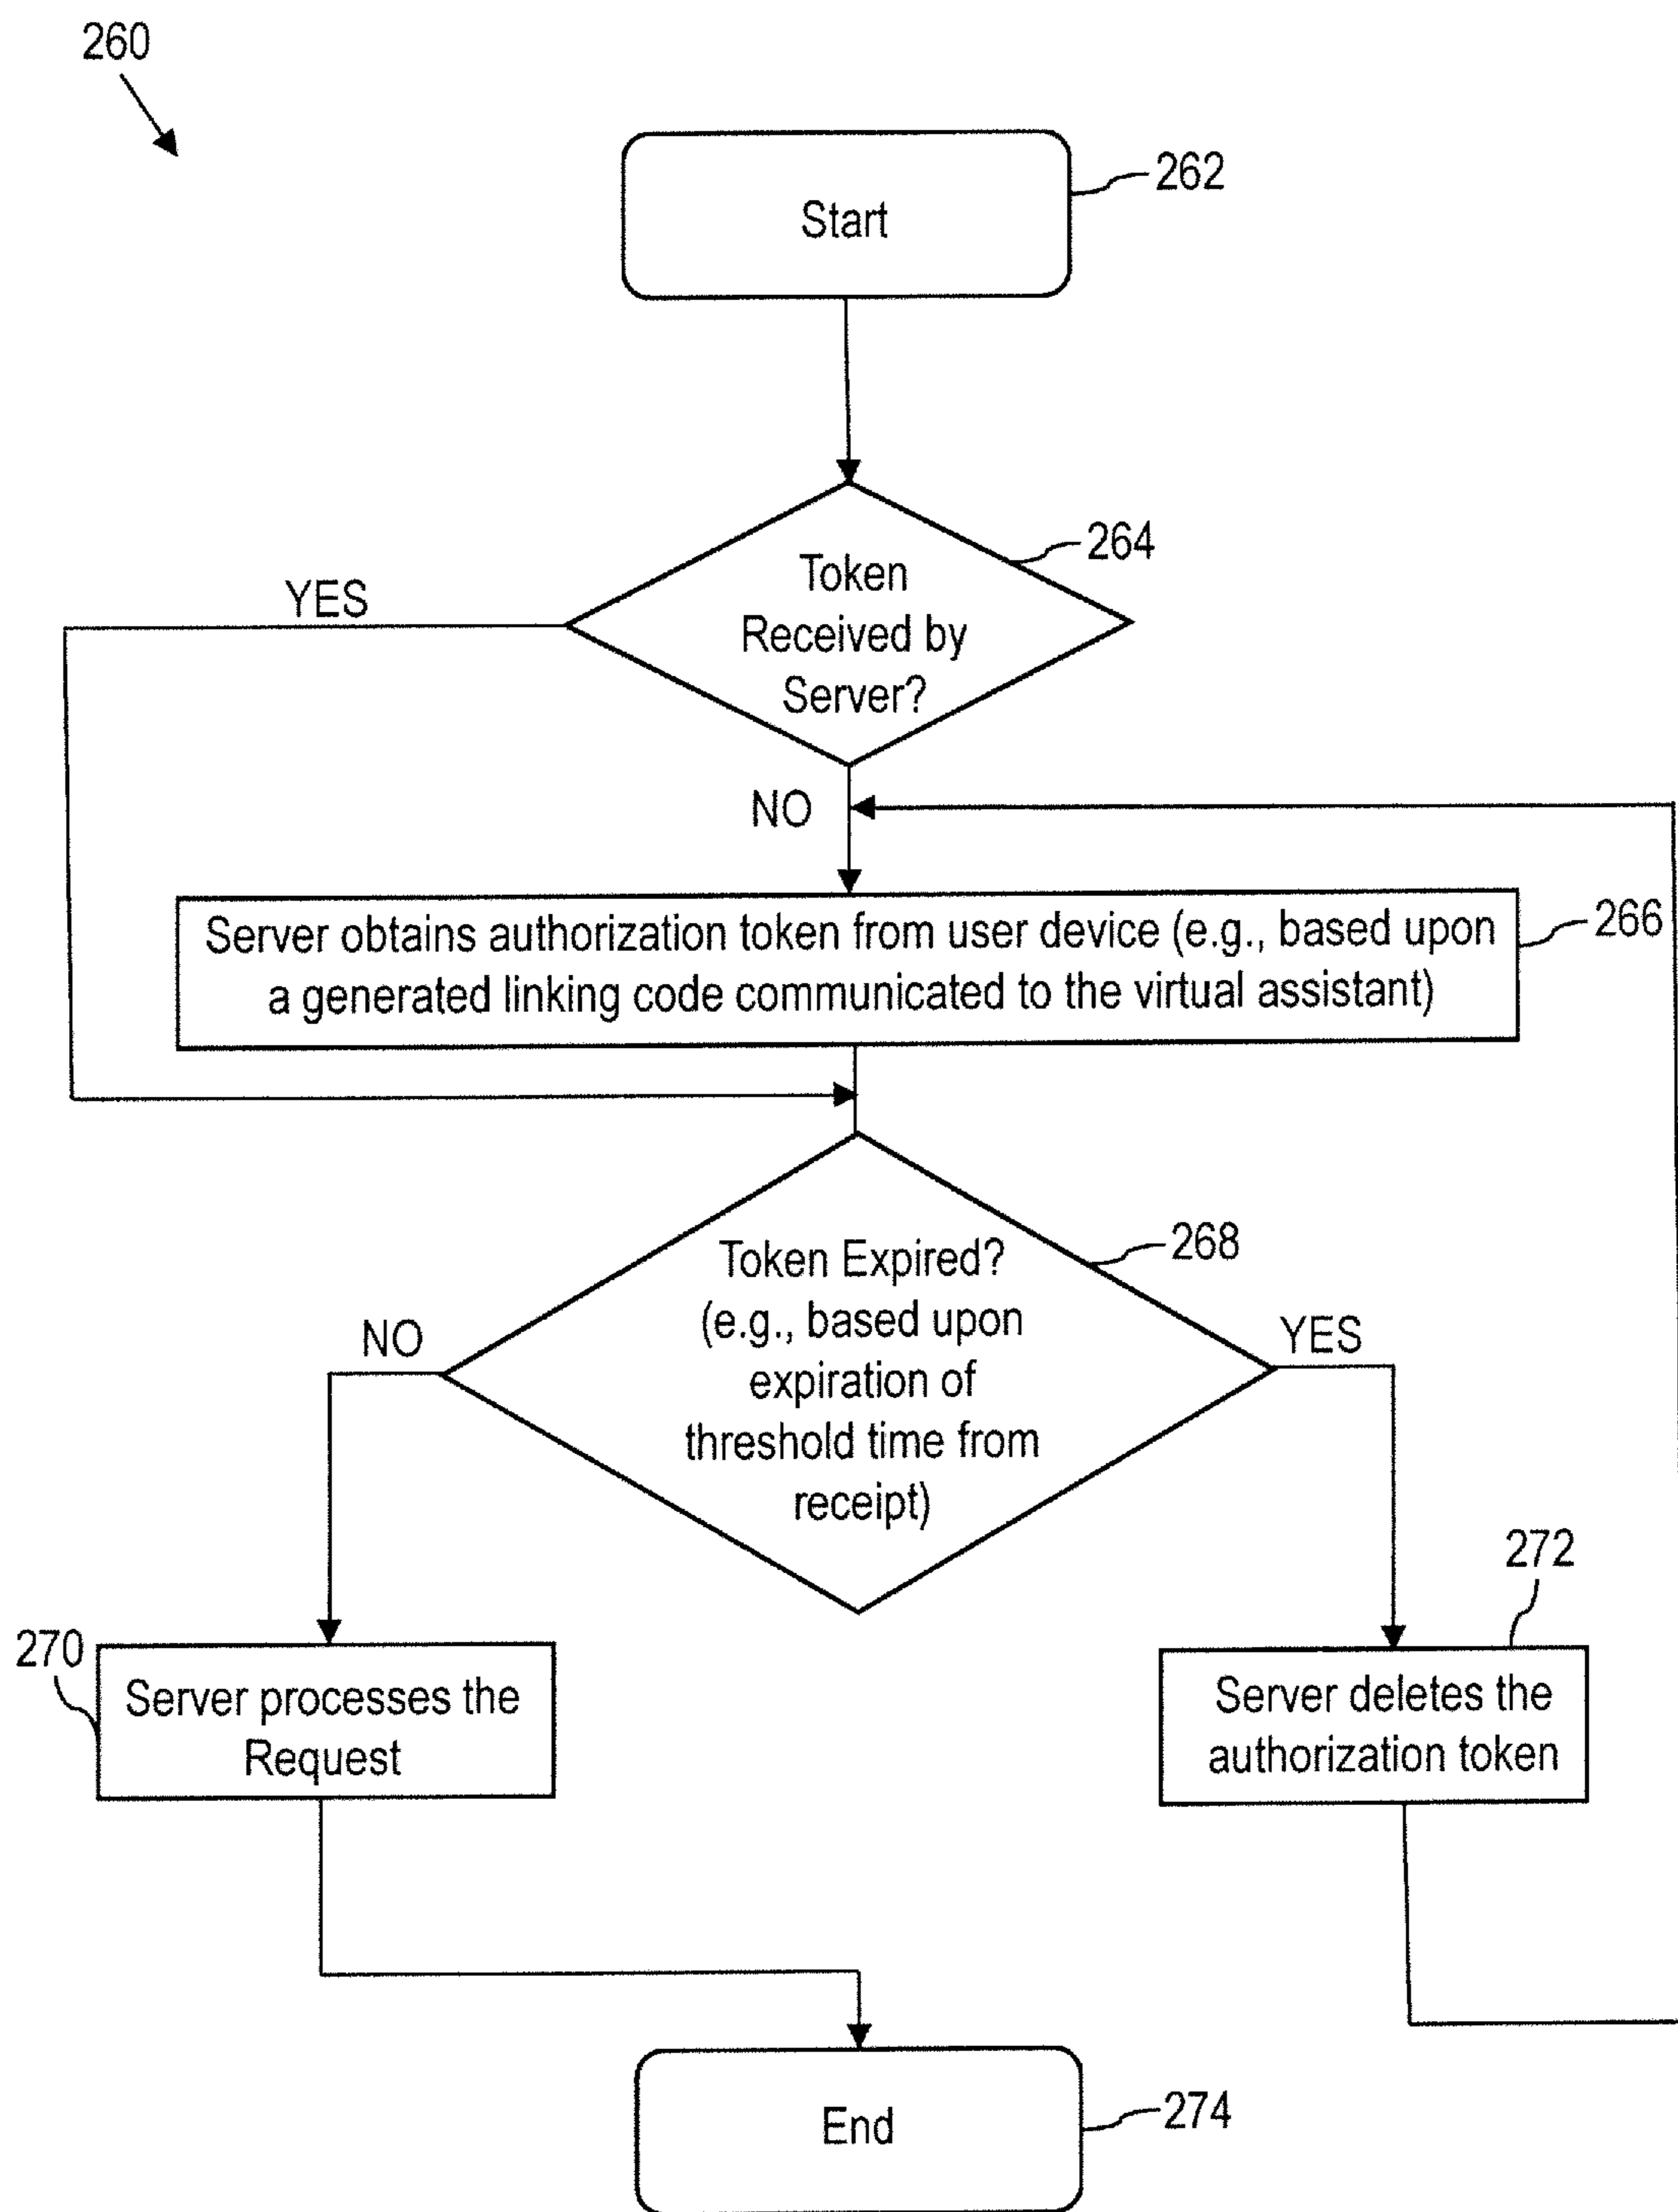 260
262
Start
264
Token
Received by
Server?
YES
NO
Server obtains authorization token from user device (e.g., based upon
a generated linking code communicated to the virtual assistant)
266
268
Token Expired?
(e.g., based upon
expiration of
threshold time from
receipt)
NO
YES
270
Server processes the
Request
272
Server deletes the
authorization token
End
274